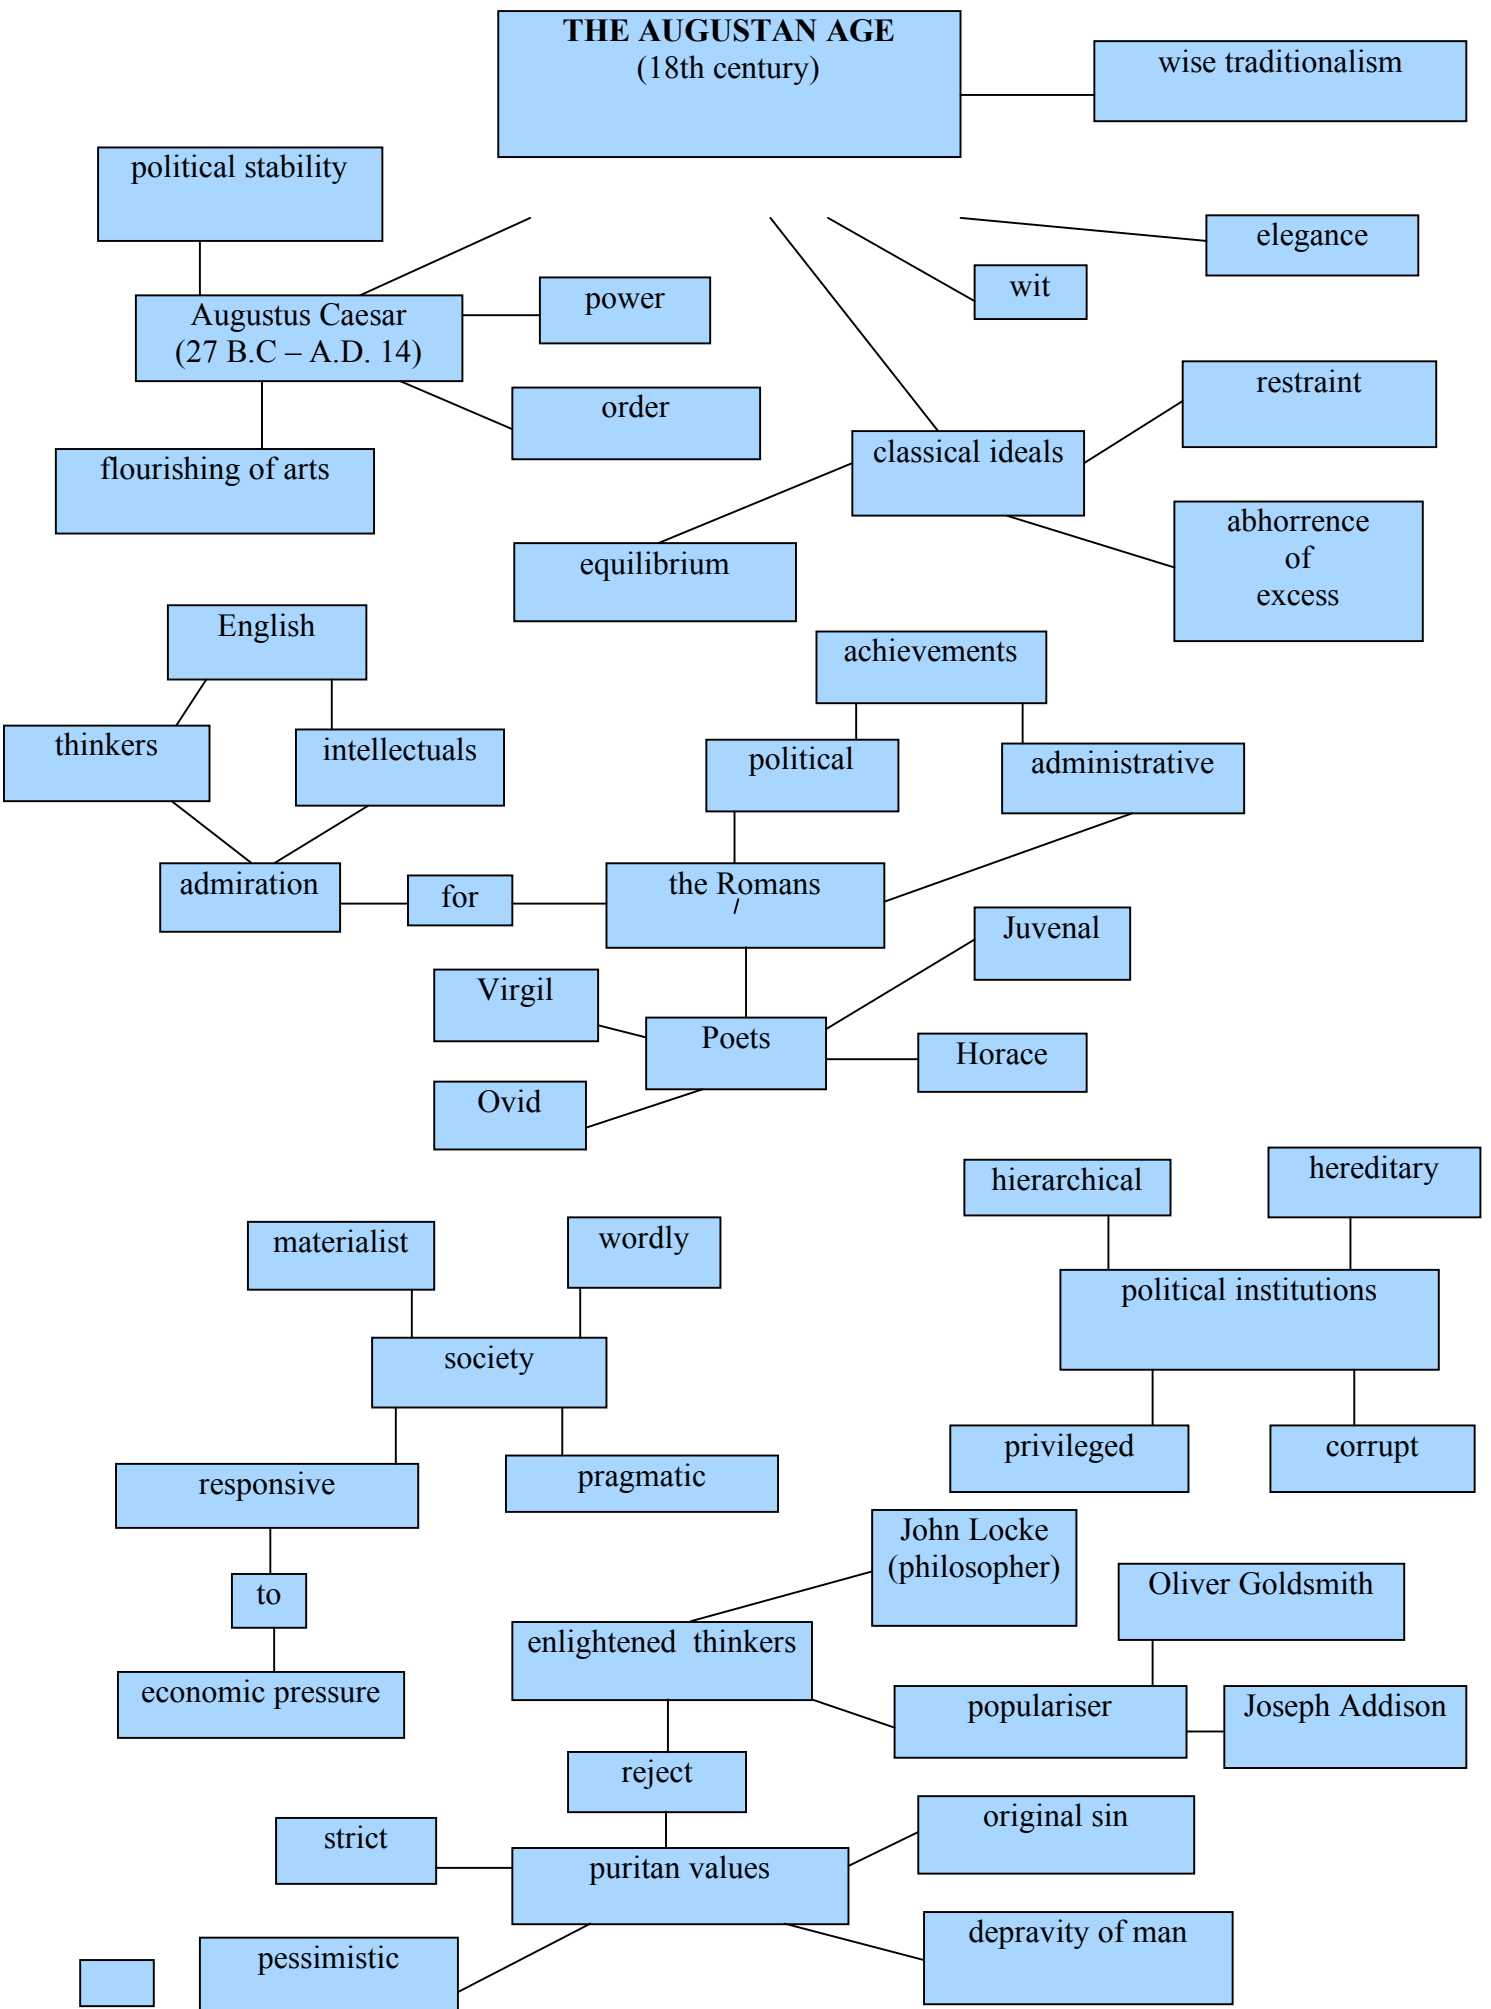 THE AUGUSTAN AGE
(18th century)
wise traditionalism
political stability
elegance
wit
power
Augustus Caesar
(27 B.C – A.D. 14)
restraint
order
classical ideals
flourishing of arts
abhorrence
of
excess
equilibrium
English
achievements
thinkers
intellectuals
political
administrative
admiration
for
the Romans
/
Juvenal
Virgil
Poets
Horace
Ovid
hierarchical
hereditary
materialist
wordly
political institutions
society
privileged
corrupt
responsive
pragmatic
John Locke
(philosopher)
Oliver Goldsmith
to
enlightened  thinkers
economic pressure
populariser
Joseph Addison
reject
original sin
strict
puritan values
depravity of man
pessimistic